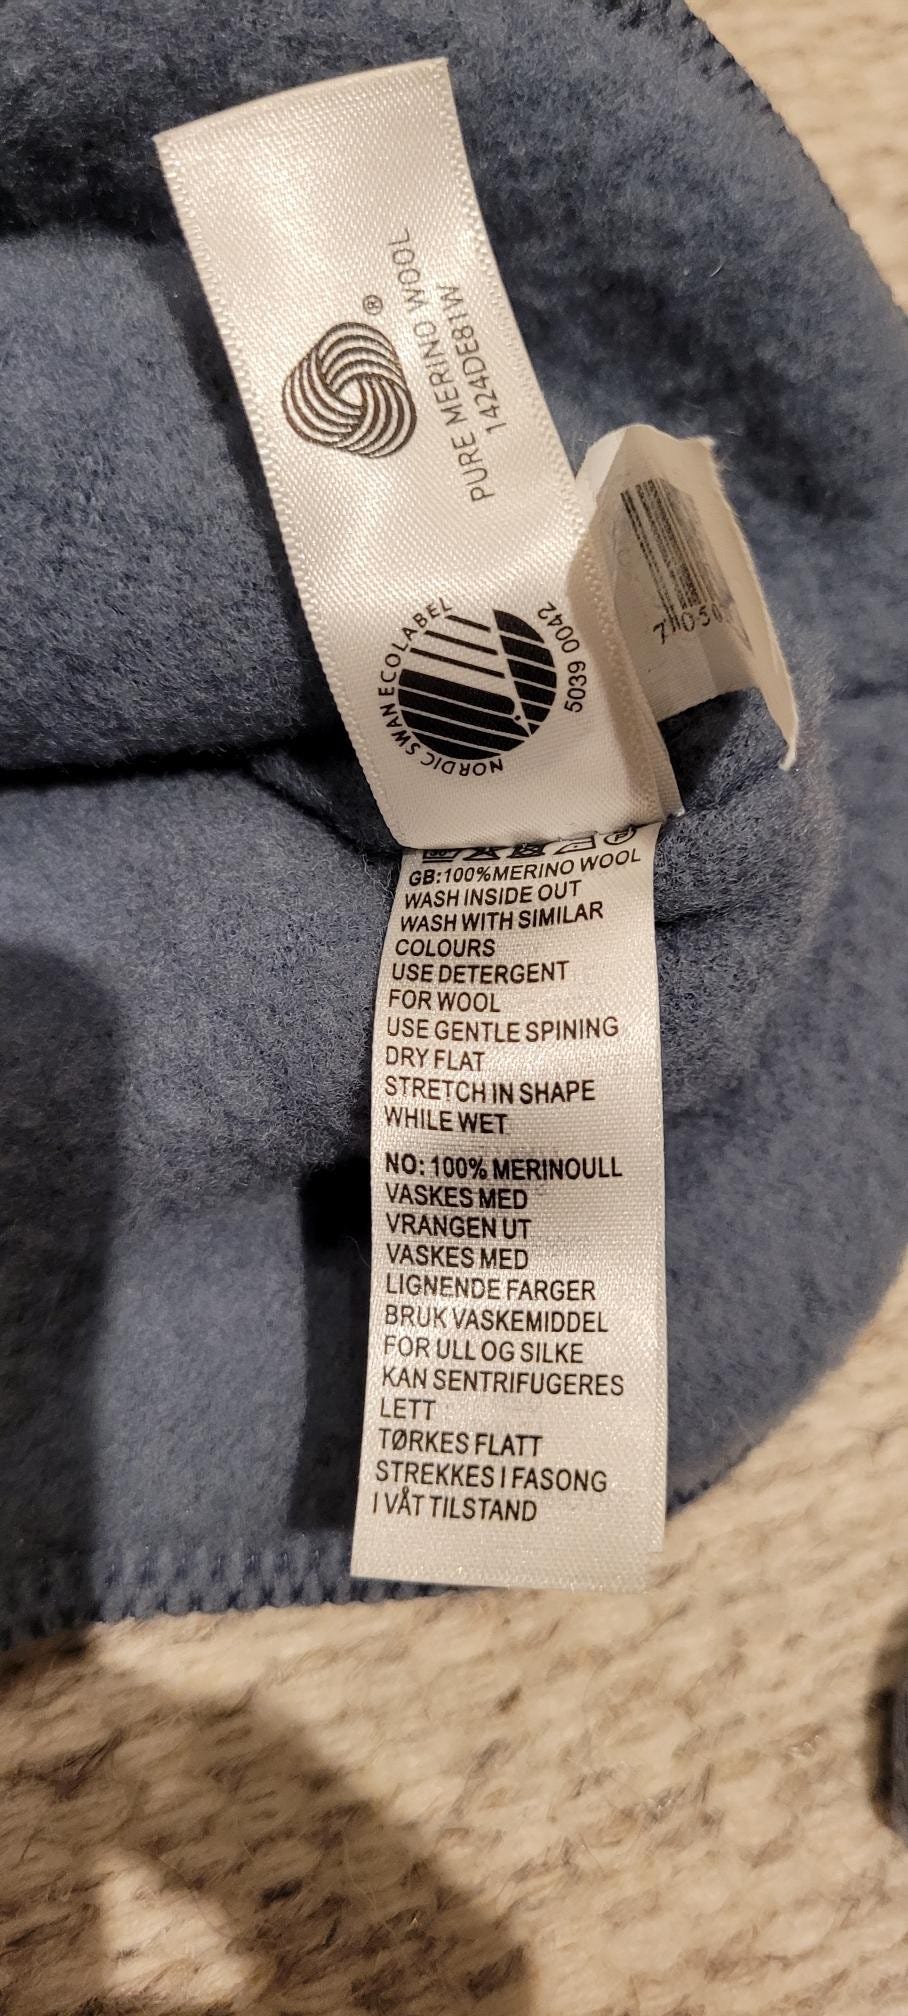 ®
PURE MERINO WOOL
1424DE81W
NORDIC SWAN ECOLABEL
5039 0042
GB:100%MERINO WOOL
WASH INSIDE OUT
WASH WITH SIMILAR
COLOURS
USE DETERGENT
FOR WOOL
USE GENTLE SPINING
DRY FLAT
STRETCH IN SHAPE
WHILE WET
NO: 100% MERINOULL
VASKES MED
VRANGEN UT
VASKES MED
LIGNENDE FARGER
BRUK VASKEMIDDEL
FOR ULL OG SILKE
KAN SENTRIFUGERES
LETT
TØRKES FLATT
STREKKES I FASONG
I VÅT TILSTAND